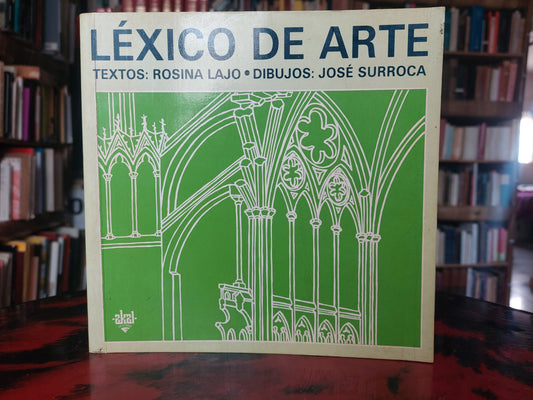 LÉXICO DE ARTE
TEXTOS: ROSINA LAJO • DIBUJOS: JOSÉ SURROCA
akal